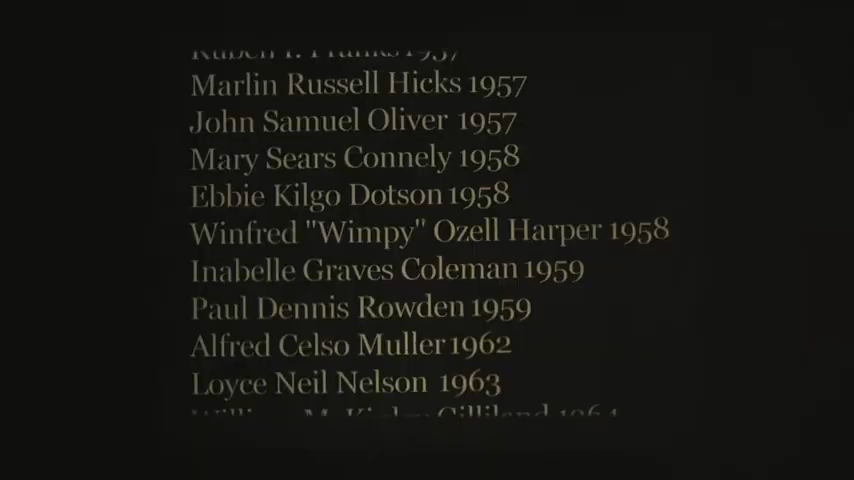 Marlin Russell Hicks 1957
John Samuel Oliver 1957
Mary Sears Connely 1958
Ebbie Kilgo Dotson 1958
Winfred "Wimpy" Ozell Harper 1958
Inabelle Graves Coleman 1959
Paul Dennis Rowden 1959
Alfred Celso Muller 1962
Loyce Neil Nelson 1963